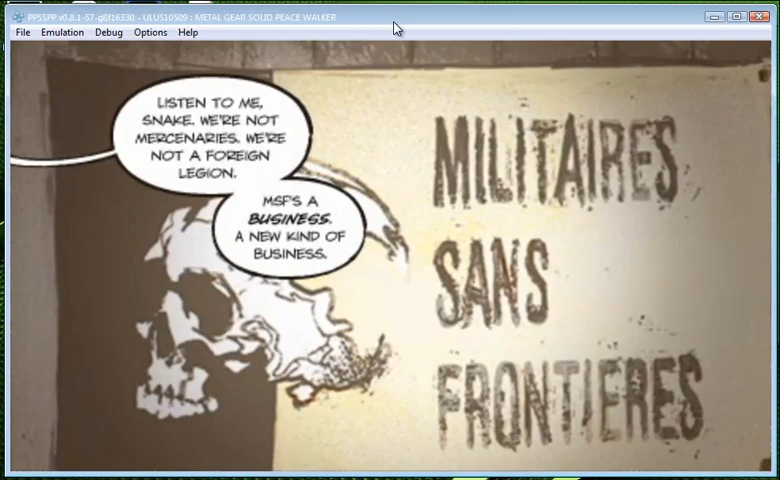 PPSSPP v0.8.1-57-g8f16330 - ULUS10509 : METAL GEAR SOLID PEACE WALKER
File Emulation Debug Options Help
LISTEN TO ME,
SNAKE. WE'RE NOT
MERCENARIES. WE'RE
NOT A FOREIGN
LEGION.
MSF'S A
BUSINESS.
A NEW KIND OF
BUSINESS.
MILITAIRES
SANS
FRONTIERES